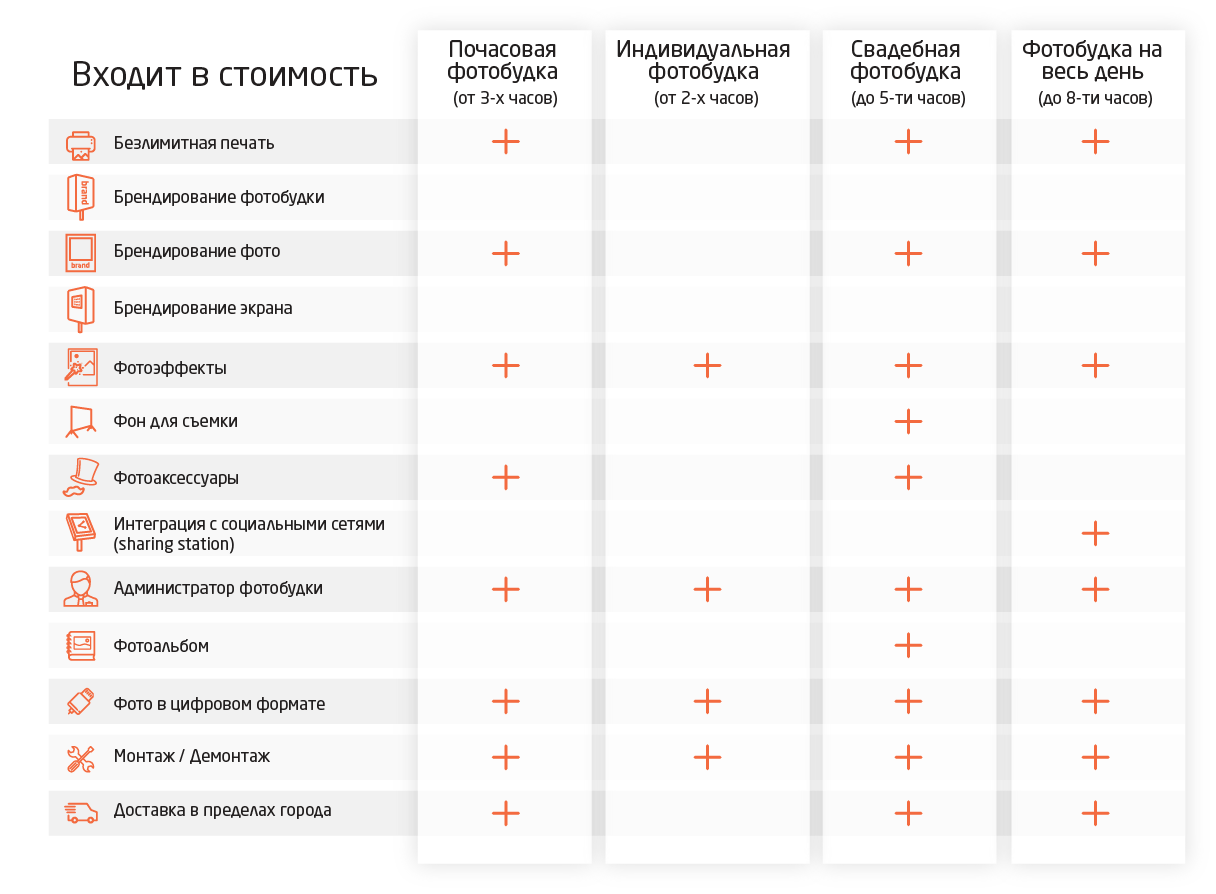 Входит в стоимость
Почасовая
фотобудка
(от 3-х часов)
Индивидуальная
фотобудка
(от 2-х часов)
Свадебная
фотобудка
(до 5-ти часов)
Фотобудка на
весь день
(до 8-ти часов)
Безлимитная печать
+ + +
brand
Брендирование фотобудки
brand
Брендирование фото
+ + +
Брендирование экрана
Фотоэффекты
+ + + +
Фон для съемки
+
Фотоаксессуары
+ +
Интеграция с социальными сетями
(sharing station)
+
Администратор фотобудки
+ + + +
Фотоальбом
+
Фото в цифровом формате
+ + + +
Монтаж / Демонтаж
+ + + +
Доставка в пределах города
+ + +